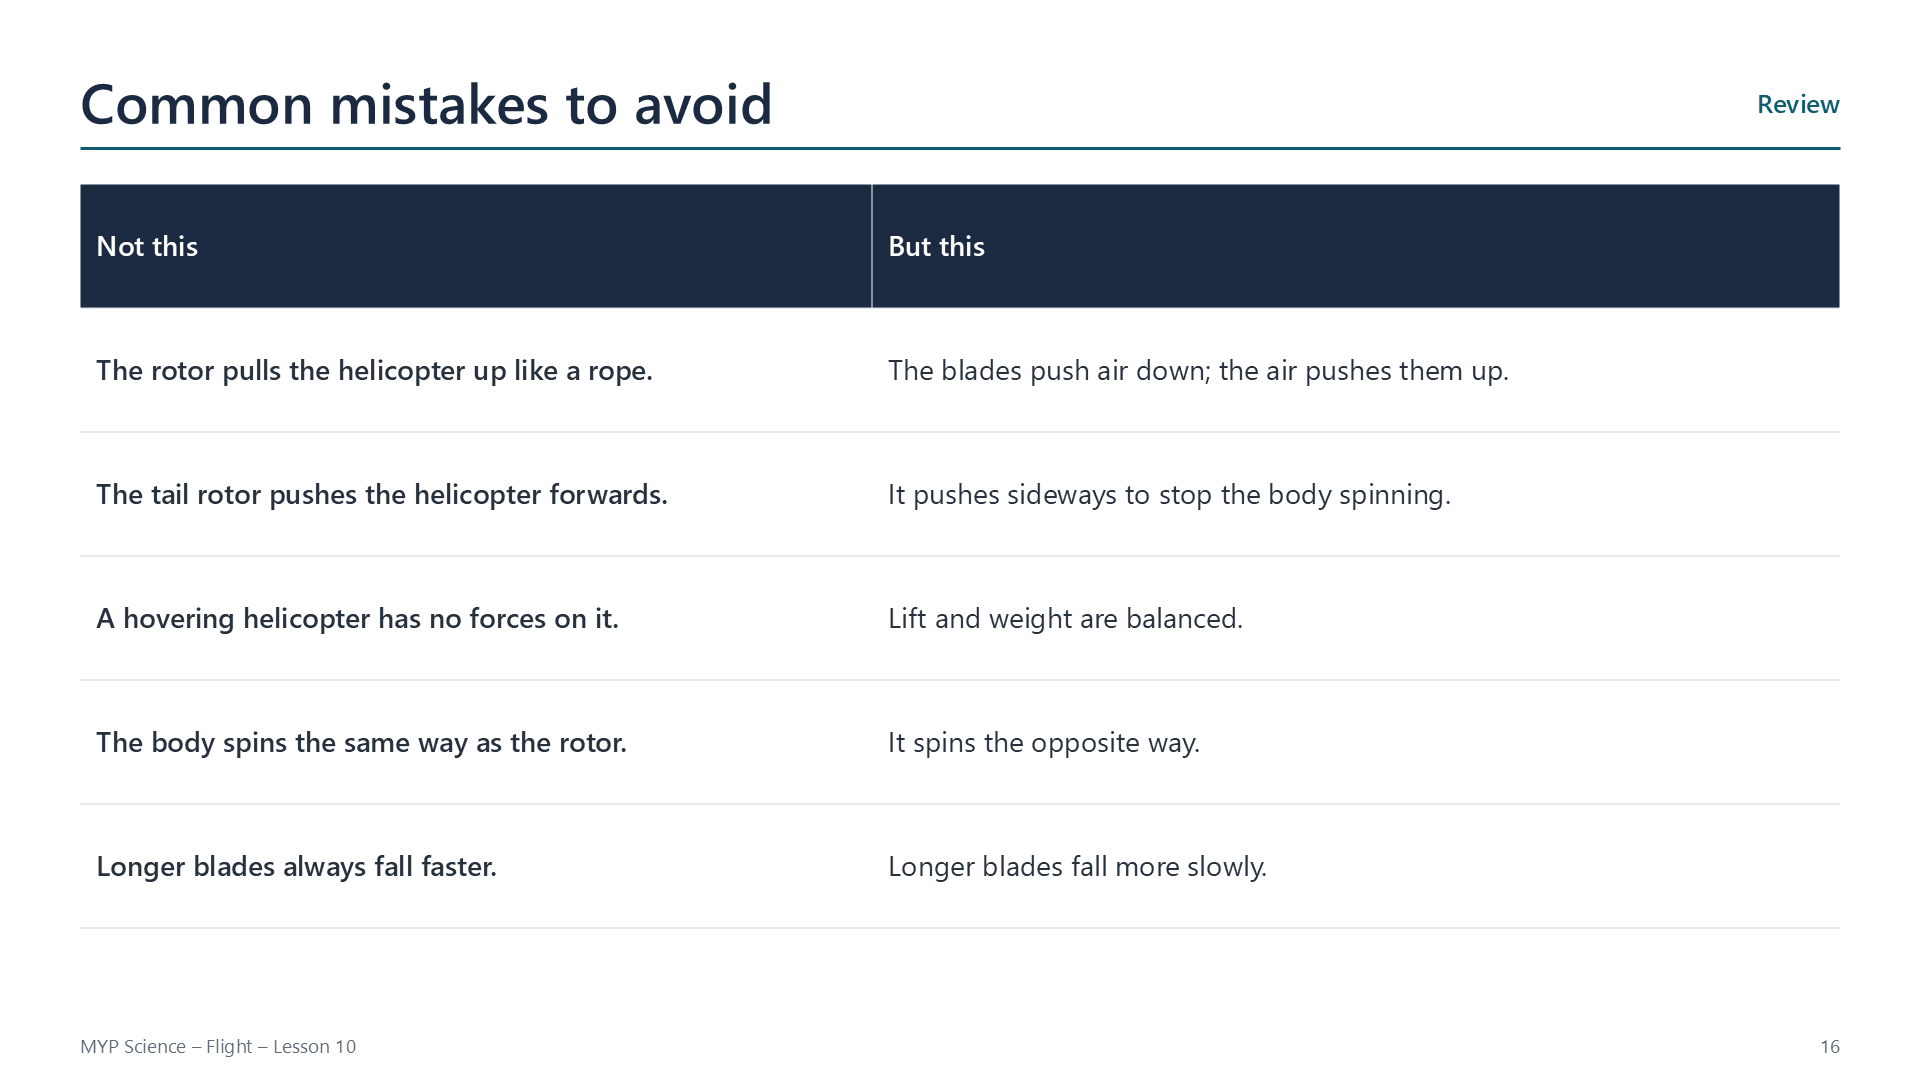 Common mistakes to avoid
Review
Not this
But this
The rotor pulls the helicopter up like a rope.
The blades push air down; the air pushes them up.
The tail rotor pushes the helicopter forwards.
It pushes sideways to stop the body spinning.
A hovering helicopter has no forces on it.
Lift and weight are balanced.
The body spins the same way as the rotor.
It spins the opposite way.
Longer blades always fall faster.
Longer blades fall more slowly.
MYP Science – Flight – Lesson 10
16